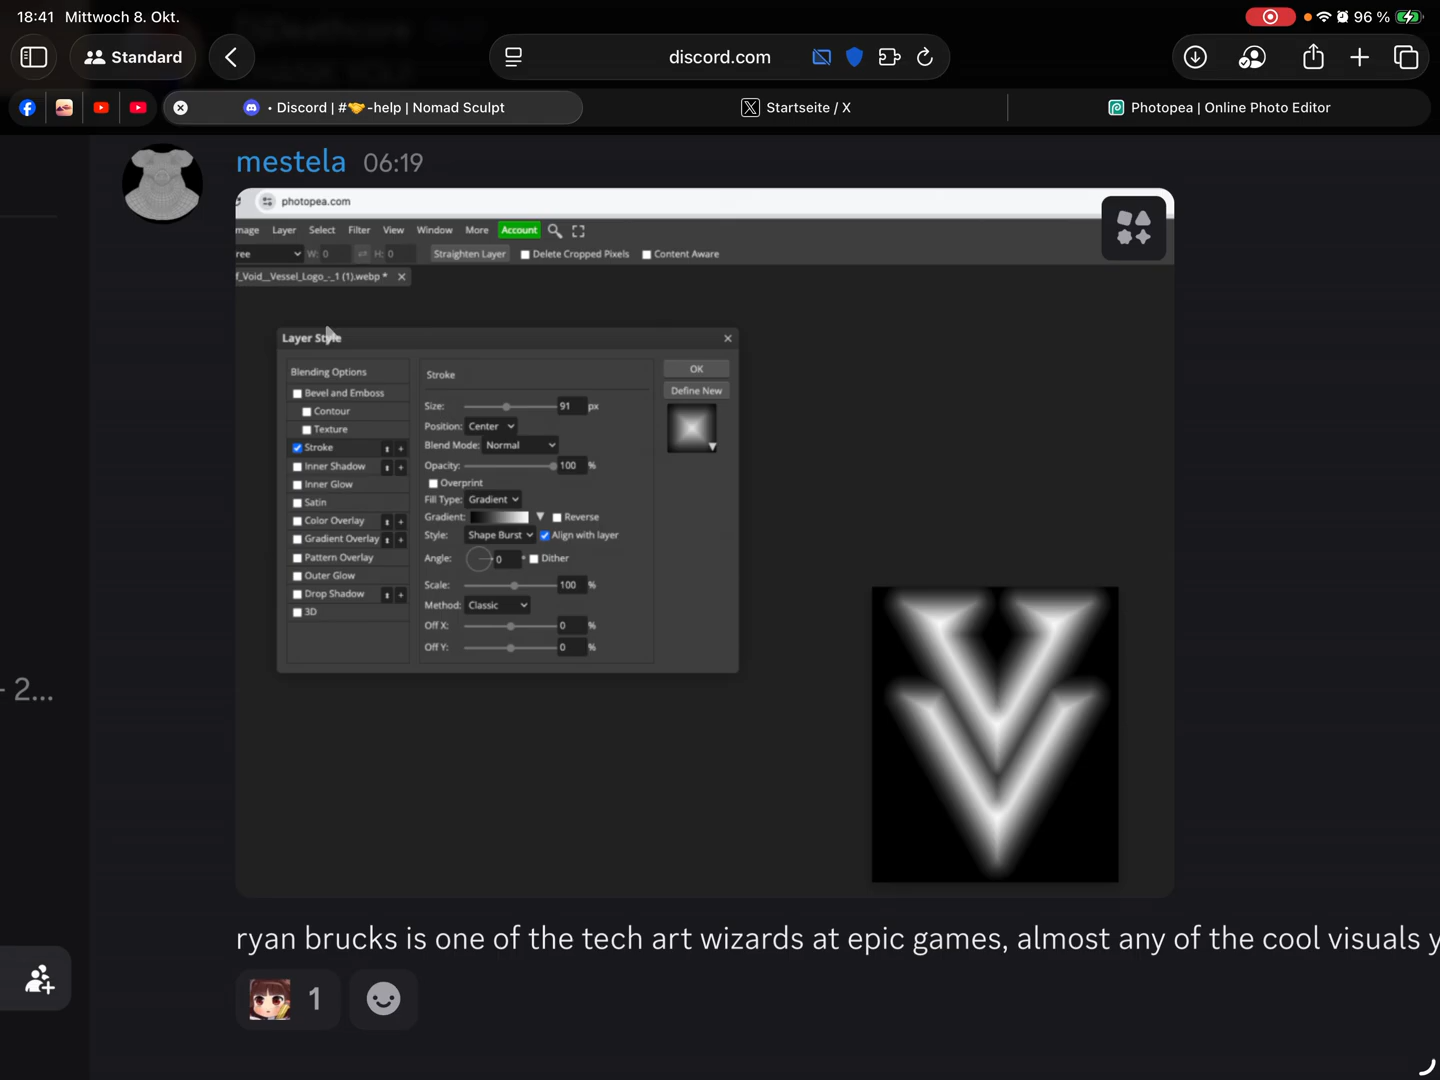 18:41 Mittwoch 8. Okt.
96 %
Standard
discord.com
• Discord | #🤝-help | Nomad Sculpt
Startseite / X
Photopea | Online Photo Editor
mestela 06:19
photopea.com
mage Layer Select Filter View Window More Account
ree W: 0 H: 0 Straighten Layer Delete Cropped Pixels Content Aware
f_Void__Vessel_Logo_-_1 (1).webp *
Layer Style
Blending Options
Bevel and Emboss
Contour
Texture
Stroke
Inner Shadow
Inner Glow
Satin
Color Overlay
Gradient Overlay
Pattern Overlay
Outer Glow
Drop Shadow
3D
Stroke
Size: 91 px
Position: Center
Blend Mode: Normal
Opacity: 100 %
Overprint
Fill Type: Gradient
Gradient: Reverse
Style: Shape Burst Align with layer
Angle: 0 ° Dither
Scale: 100 %
Method: Classic
Off X: 0 %
Off Y: 0 %
OK
Define New
- 2...
ryan brucks is one of the tech art wizards at epic games, almost any of the cool visuals y
1